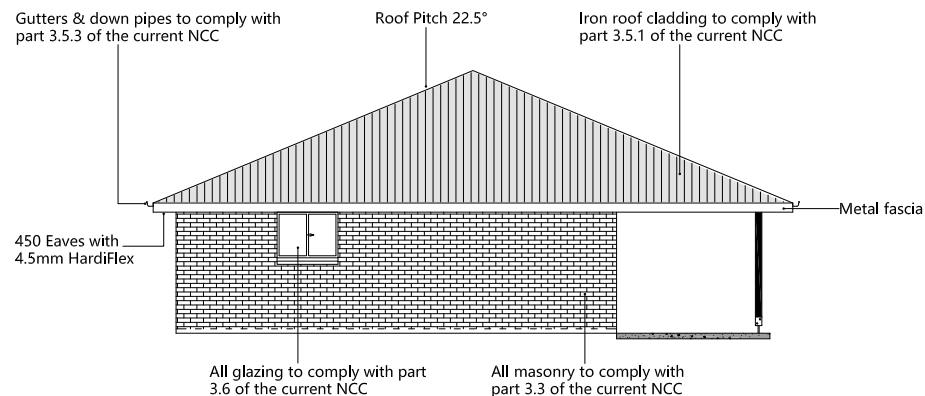 Gutters & down pipes to comply with
part 3.5.3 of the current NCC
Roof Pitch 22.5°
Iron roof cladding to comply with
part 3.5.1 of the current NCC
Metal fascia
450 Eaves with
4.5mm HardiFlex
All glazing to comply with part
3.6 of the current NCC
All masonry to comply with
part 3.3 of the current NCC